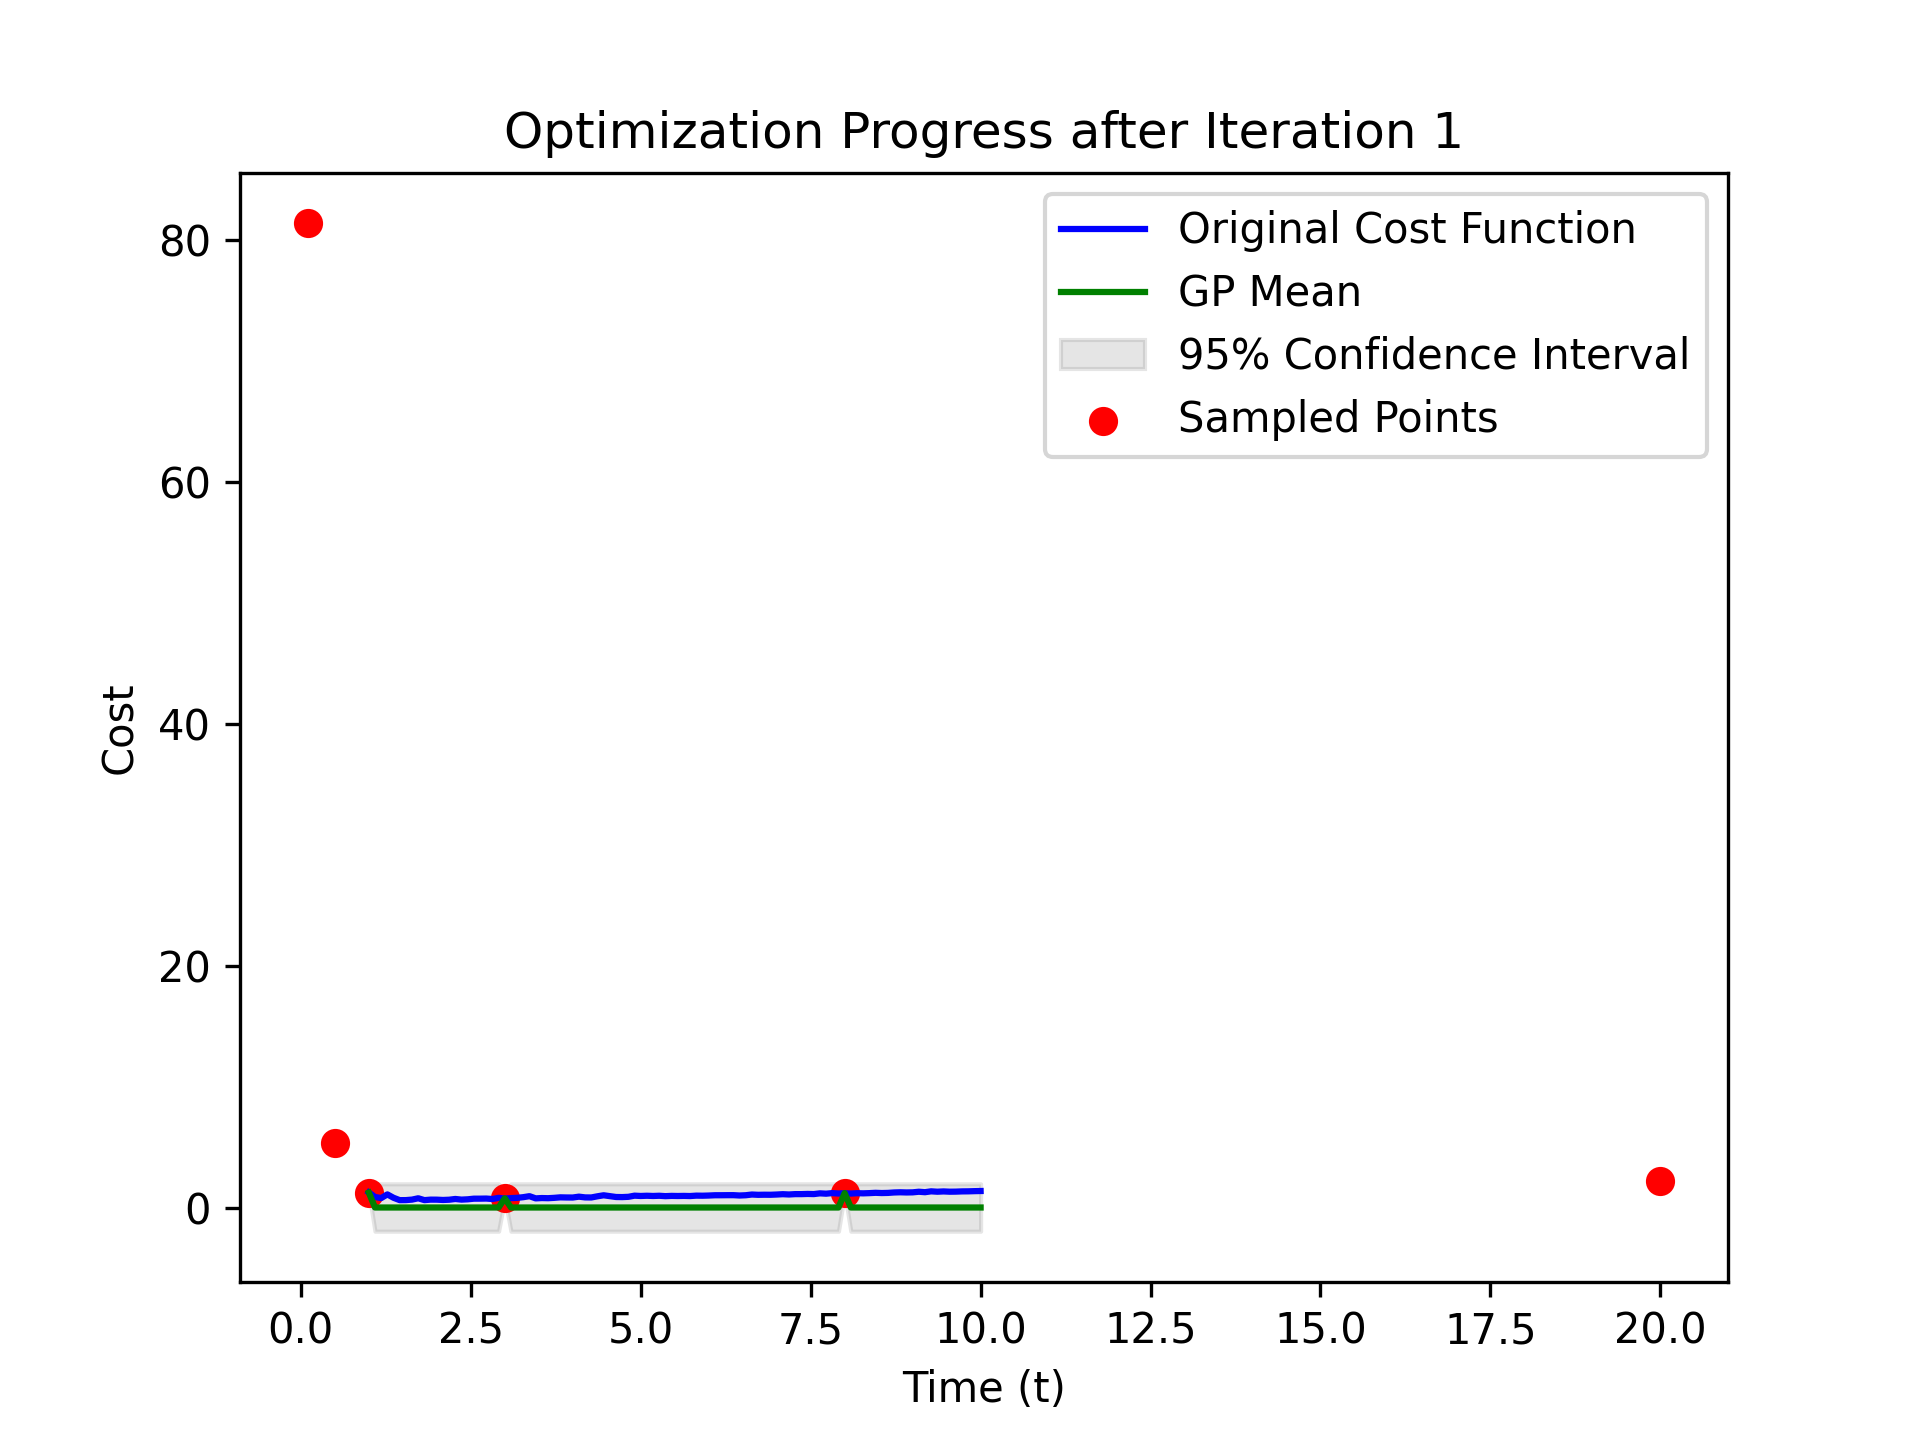 Optimization Progress after Iteration 1
Original Cost Function
GP Mean
95% Confidence Interval
Sampled Points
80
60
40
20
0
Cost
0.0 2.5 5.0 7.5 10.0 12.5 15.0 17.5 20.0
Time (t)